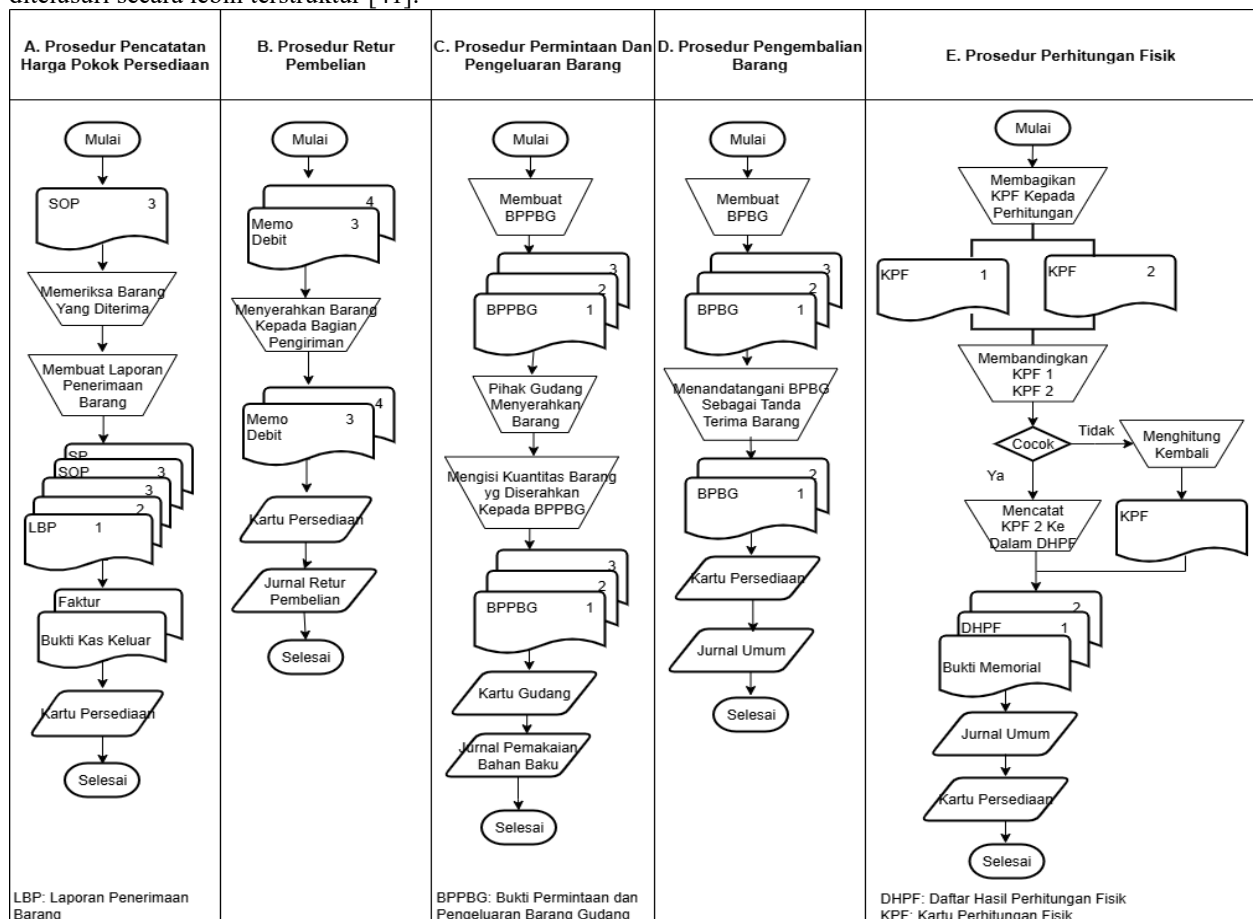 ditelusuri secara lebih terstruktur [41].
A. Prosedur Pencatatan
Harga Pokok Persediaan
B. Prosedur Retur
Pembelian
C. Prosedur Permintaan Dan
Pengeluaran Barang
D. Prosedur Pengembalian
Barang
E. Prosedur Perhitungan Fisik
Mulai
SOP 3
Memeriksa Barang
Yang Diterima
Membuat Laporan
Penerimaan
Barang
SP
SOP 3
3
2
LBP 1
Faktur
Bukti Kas Keluar
Kartu Persediaan
Selesai
LBP: Laporan Penerimaan
Barang
Mulai
4
Memo 3
Debit
Menyerahkan Barang
Kepada Bagian
Pengiriman
4
Memo 3
Debit
Kartu Persediaan
Jurnal Retur
Pembelian
Selesai
Mulai
Membuat
BPPBG
3
2
BPPBG 1
Pihak Gudang
Menyerahkan
Barang
Mengisi Kuantitas Barang
yg Diserahkan
Kepada BPPBG
3
2
BPPBG 1
Kartu Gudang
Jurnal Pemakaian
Bahan Baku
Selesai
BPPBG: Bukti Permintaan dan
Pengeluaran Barang Gudang
Mulai
Membuat
BPBG
3
2
BPBG 1
Menandatangani BPBG
Sebagai Tanda
Terima Barang
2
BPBG 1
Kartu Persediaan
Jurnal Umum
Selesai
Mulai
Membagikan
KPF Kepada
Perhitungan
KPF 1
KPF 2
Membandingkan
KPF 1
KPF 2
Cocok
Tidak
Menghitung
Kembali
Ya
Mencatat
KPF 2 Ke
Dalam DHPF
KPF
2
DHPF 1
Bukti Memorial
Jurnal Umum
Kartu Persediaan
Selesai
DHPF: Daftar Hasil Perhitungan Fisik
KPF: Kartu Perhitungan Fisik